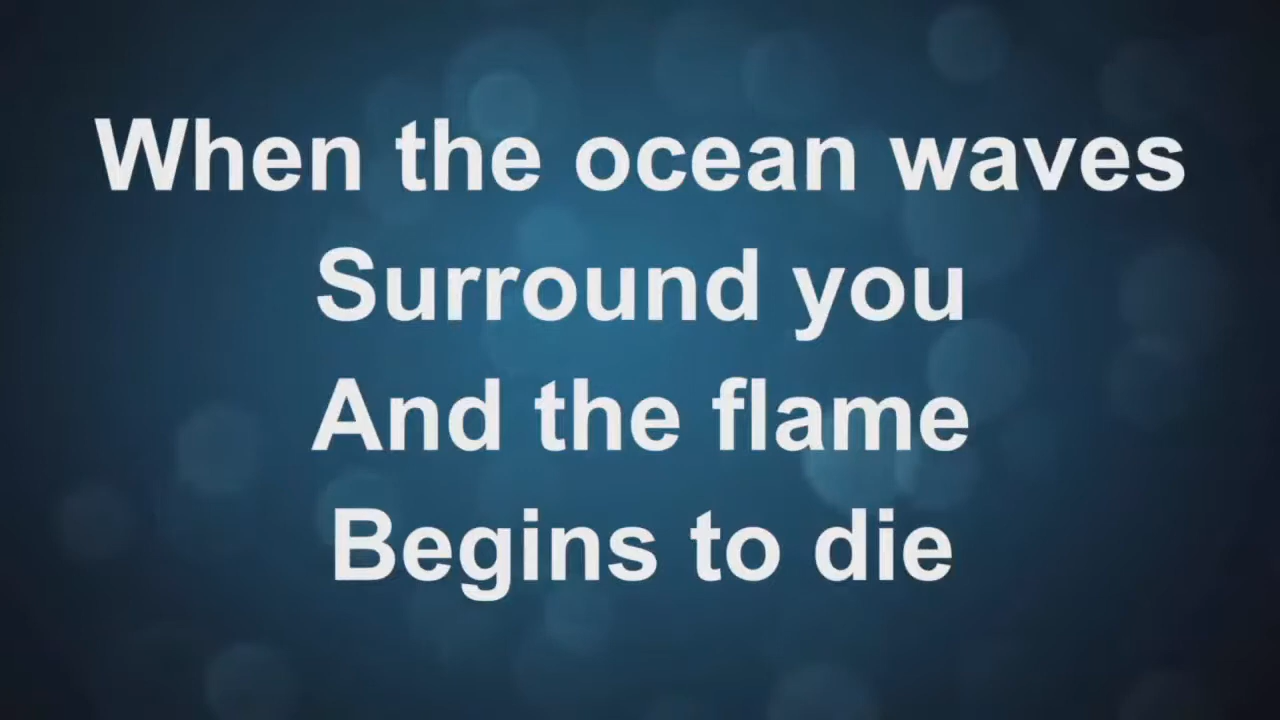 When the ocean waves
Surround you
And the flame
Begins to die